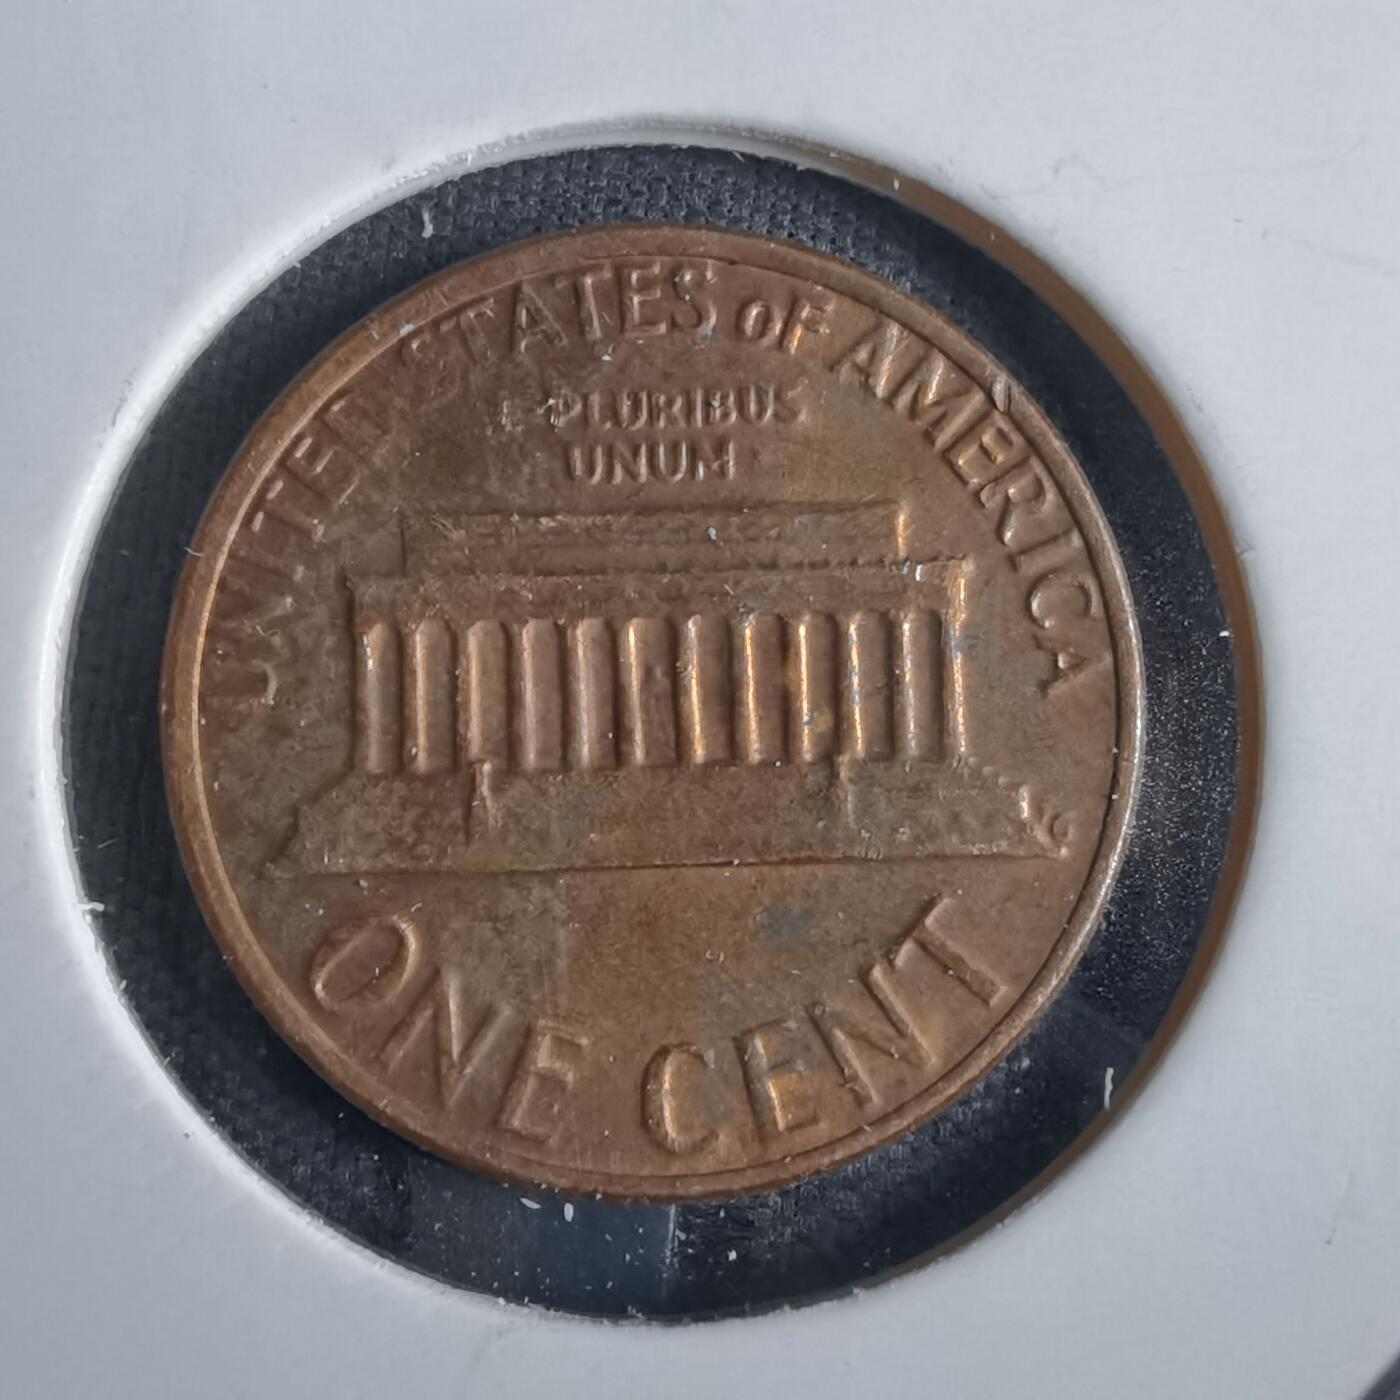 UNITED STATES oF AMERICA
E PLURIBUS
UNUM
ONE CENT